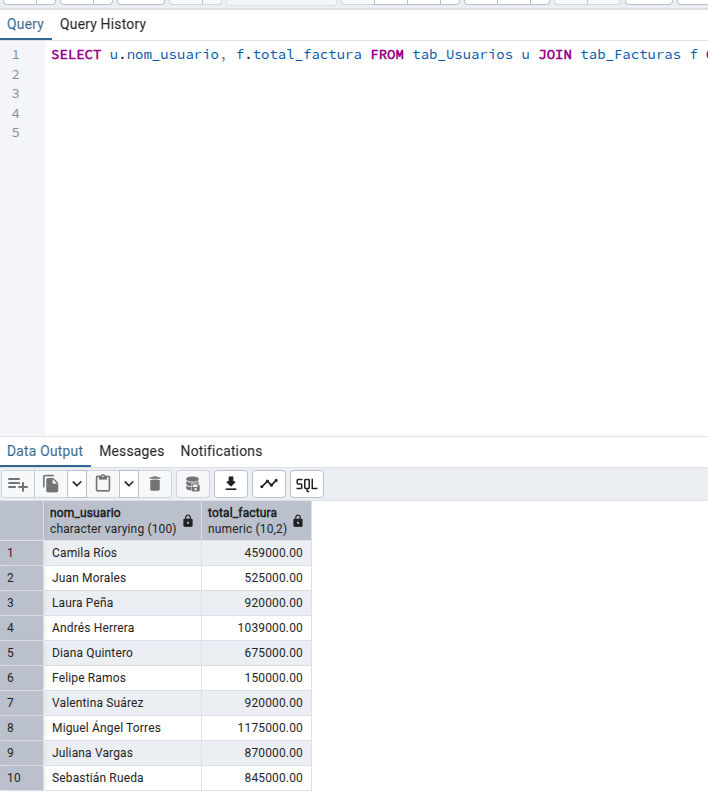 Query Query History
1 SELECT u.nom_usuario, f.total_factura FROM tab_Usuarios u JOIN tab_Facturas f
2
3
4
5
Data Output Messages Notifications
SQL
nom_usuario total_factura
character varying (100) numeric (10,2)
1 Camila Ríos 459000.00
2 Juan Morales 525000.00
3 Laura Peña 920000.00
4 Andrés Herrera 1039000.00
5 Diana Quintero 675000.00
6 Felipe Ramos 150000.00
7 Valentina Suárez 920000.00
8 Miguel Ángel Torres 1175000.00
9 Juliana Vargas 870000.00
10 Sebastián Rueda 845000.00